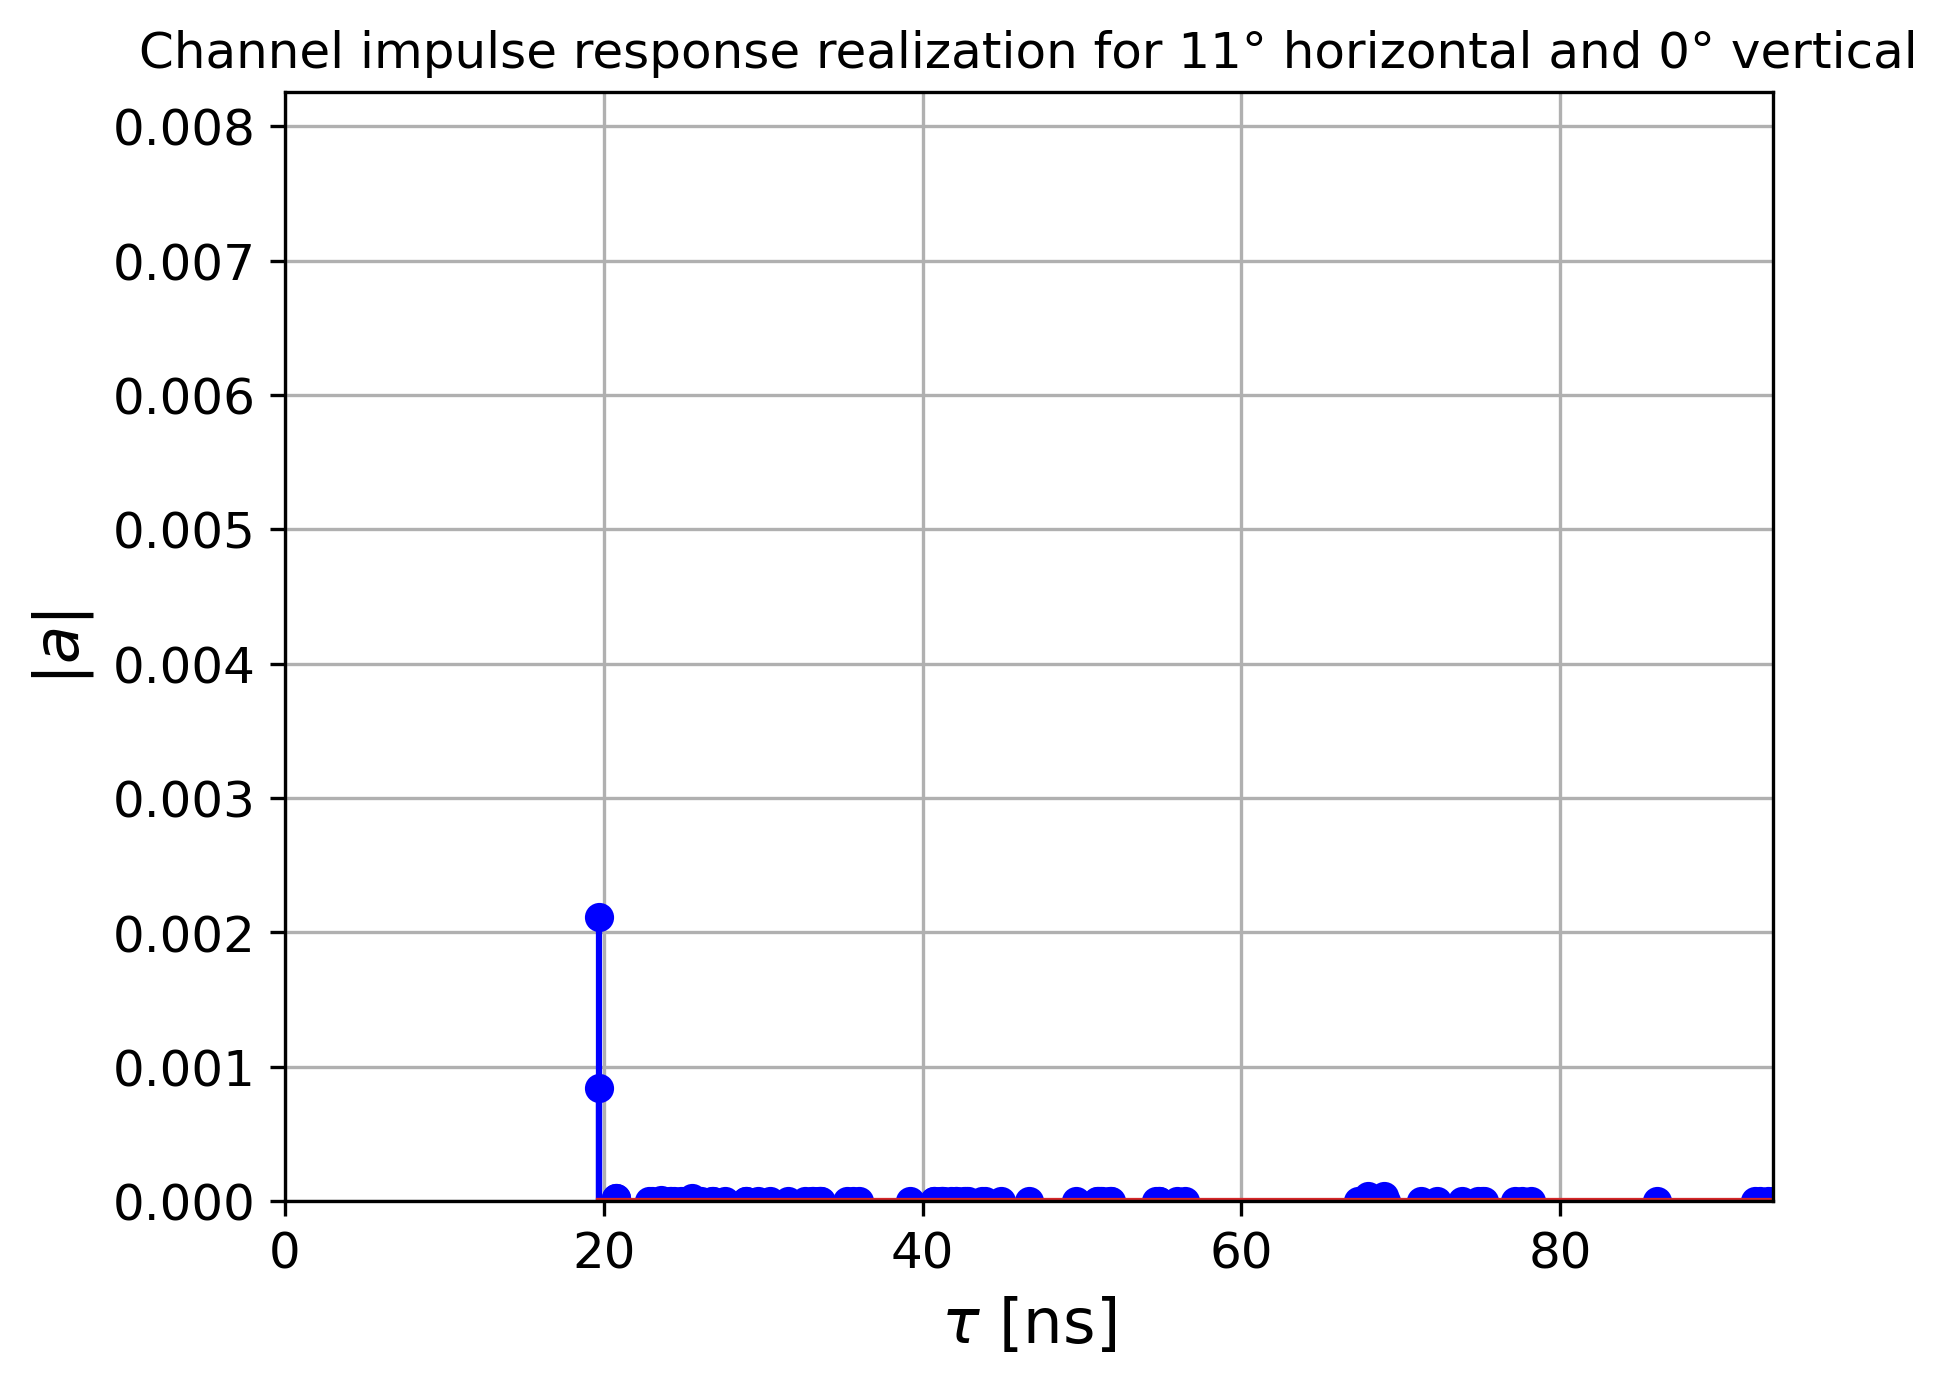 Channel impulse response realization for 11° horizontal and 0° vertical
0.008
0.007
0.006
0.005
0.004
0.003
0.002
0.001
0.000
|a|
0 20 40 60 80
τ [ns]